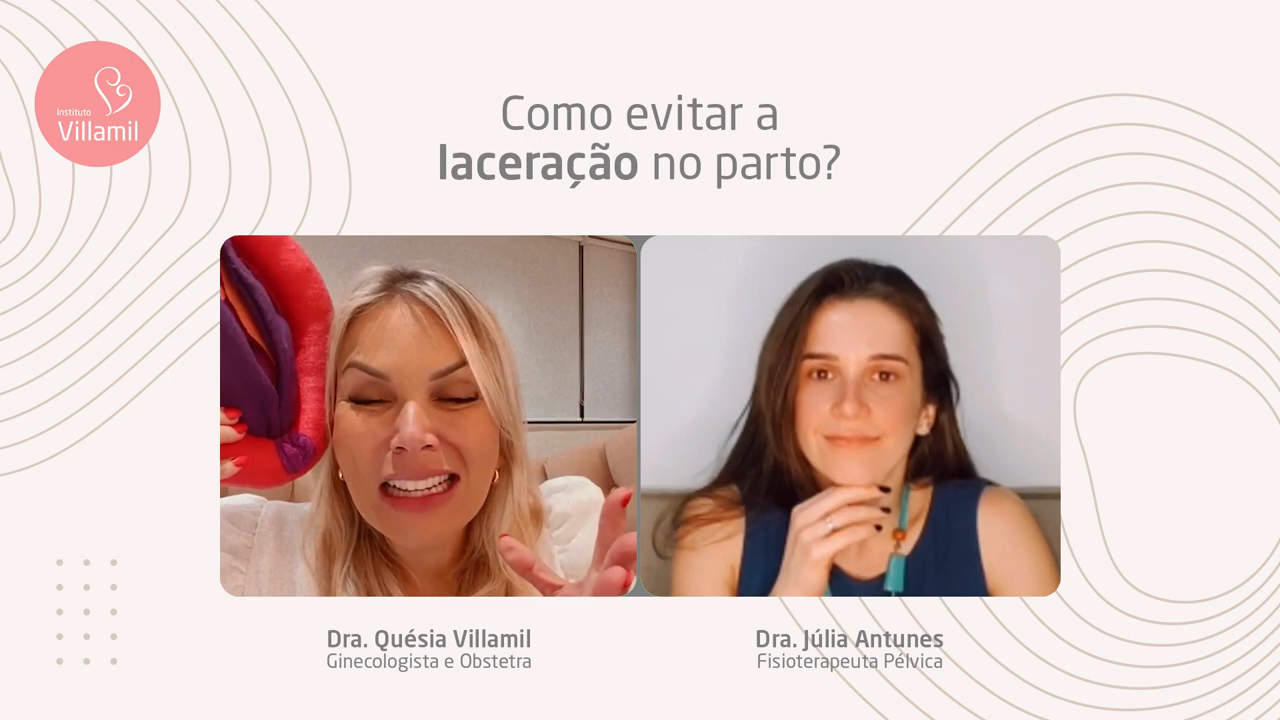 Instituto
Villamil
Como evitar a
laceração no parto?
Dra. Quésia Villamil
Ginecologista e Obstetra
Dra. Júlia Antunes
Fisioterapeuta Pélvica